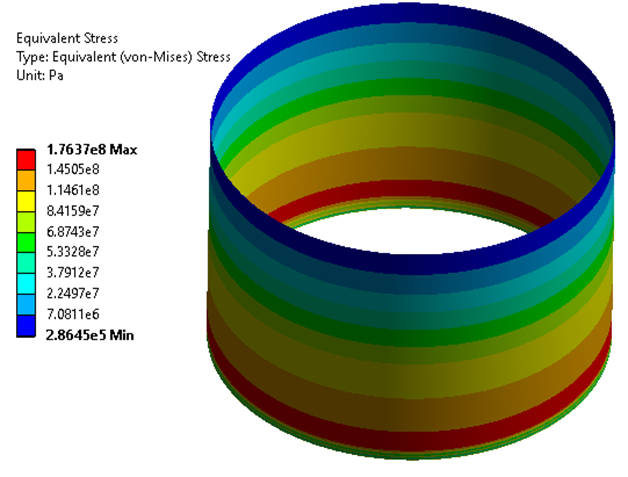 Equivalent Stress
Type: Equivalent (von-Mises) Stress
Unit: Pa
1.7637e8 Max
1.4505e8
1.1461e8
8.4159e7
6.8743e7
5.3328e7
3.7912e7
2.2497e7
7.0811e6
2.8645e5 Min